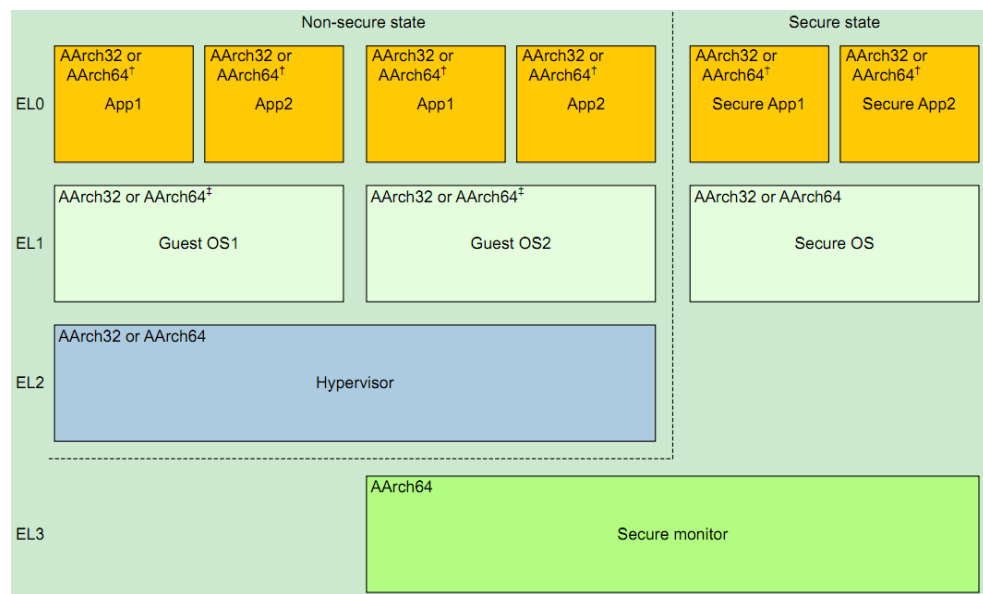 Non-secure state
Secure state
EL0
AArch32 or
AArch64†
App1
AArch32 or
AArch64†
App2
AArch32 or
AArch64†
App1
AArch32 or
AArch64†
App2
AArch32 or
AArch64†
Secure App1
AArch32 or
AArch64†
Secure App2
EL1
AArch32 or AArch64‡
Guest OS1
AArch32 or AArch64‡
Guest OS2
AArch32 or AArch64
Secure OS
EL2
AArch32 or AArch64
Hypervisor
EL3
AArch64
Secure monitor